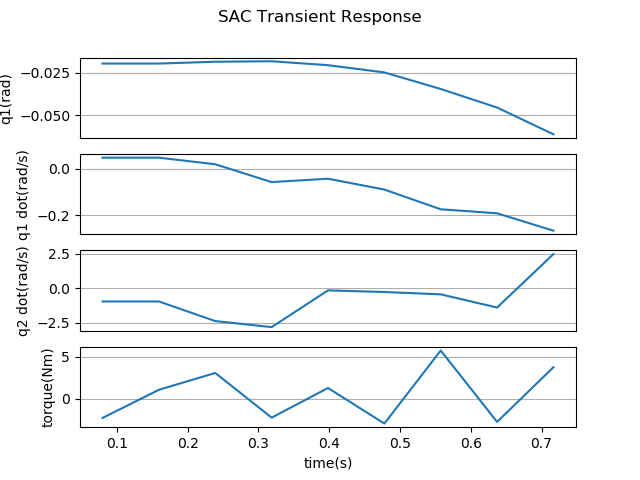 SAC Transient Response
q1(rad)
−0.025
−0.050
q1 dot(rad/s)
0.0
−0.2
q2 dot(rad/s)
2.5
0.0
−2.5
torque(Nm)
5
0
0.1 0.2 0.3 0.4 0.5 0.6 0.7
time(s)